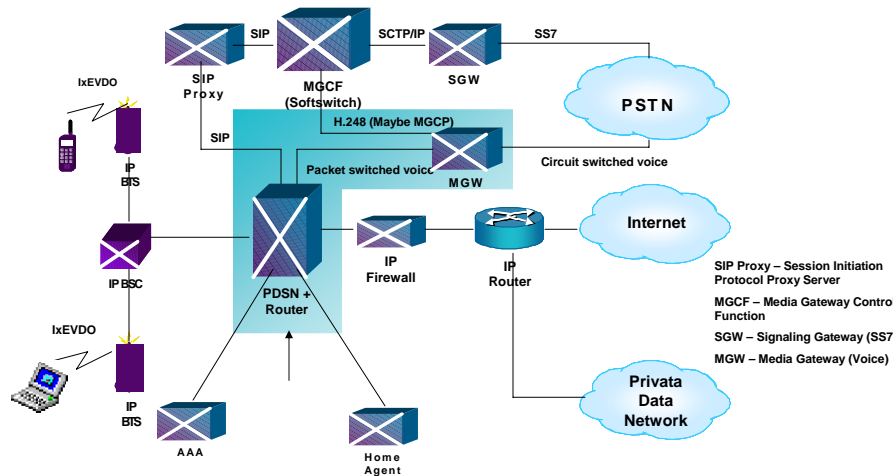 SIP
SCTP/IP
SS7
IxEVDO
SIP
Proxy
MGCF
(Softswitch)
SGW
PSTN
H.248 (Maybe MGCP)
SIP
Packet switched voice
MGW
Circuit switched voice
IP
BTS
Internet
IP
Firewall
IP
Router
IP BSC
PDSN +
Router
SIP Proxy – Session Initiation
Protocol Proxy Server
MGCF – Media Gateway Contro
Function
SGW – Signaling Gateway (SS7
MGW – Media Gateway (Voice)
IxEVDO
IP
BTS
Privata
Data
Network
AAA
Home
Agent